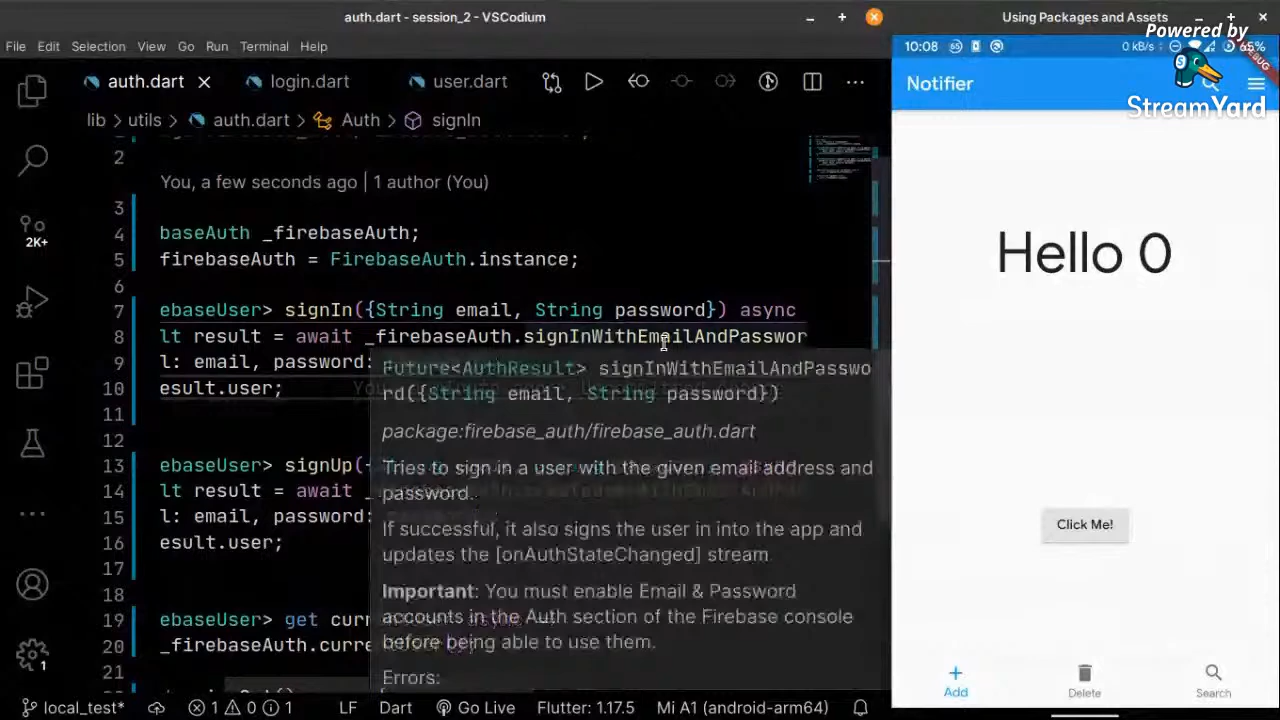 auth.dart - session_2 - VSCodium
File Edit Selection View Go Run Terminal Help
auth.dart login.dart user.dart
lib › utils › auth.dart › Auth › signIn
2
You, a few seconds ago | 1 author (You)
3
4 baseAuth _firebaseAuth;
5 firebaseAuth = FirebaseAuth.instance;
6
7 ebaseUser> signIn({String email, String password}) async
8 lt result = await _firebaseAuth.signInWithEmailAndPasswor
9 l: email, password:
10 esult.user;
11
12
13 ebaseUser> signUp({
14 lt result = await _
15 l: email, password:
16 esult.user;
17
18
19 ebaseUser> get curr
20 _firebaseAuth.curre
21
Future<AuthResult> signInWithEmailAndPasswo
rd({String email, String password})
package:firebase_auth/firebase_auth.dart
Tries to sign in a user with the given email address and
password.
If successful, it also signs the user in into the app and
updates the [onAuthStateChanged] stream.
Important: You must enable Email & Password
accounts in the Auth section of the Firebase console
before being able to use them.
Errors:
2K+
1
local_test* 1 0 1 LF Dart Go Live Flutter: 1.17.5 Mi A1 (android-arm64)
Using Packages and Assets
Powered by
StreamYard
10:08 65 0 kB/s 65%
DEBUG
Notifier
Hello 0
Click Me!
Add Delete Search